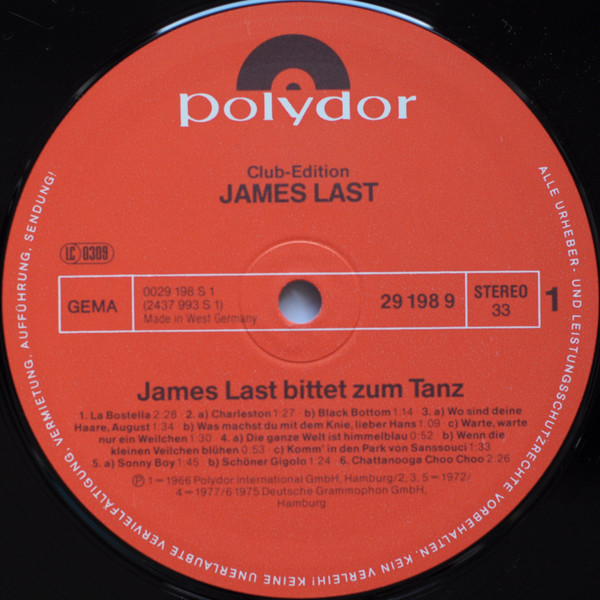 polydor
Club-Edition
JAMES LAST
LC 0309
GEMA
0029 198 S 1
(2437 993 S 1)
Made in West Germany
29 198 9
STEREO
33
1
James Last bittet zum Tanz
1. La Bostella 2:28 2. a) Charleston 1:27 b) Black Bottom 1:14 3. a) Wo sind deine
Haare, August 1:34 b) Was machst du mit dem Knie, lieber Hans 1:09 c) Warte, warte
nur ein Weilchen 1:30 4. a) Die ganze Welt ist himmelblau 0:52 b) Wenn die
kleinen Veilchen blühen 0:53 c) Komm' in den Park von Sanssouci 1:33
5. a) Sonny Boy 1:45 b) Schöner Gigolo 1:26 6. Chattanooga Choo Choo 2:26
Ⓟ 1=1966 Polydor International GmbH, Hamburg/2, 3, 5=1972/
4=1977/6 1975 Deutsche Grammophon GmbH,
Hamburg
ALLE URHEBER- UND LEISTUNGSSCHUTZRECHTE VORBEHALTEN. KEIN VERLEIH! KEINE UNERLAUBTE VERVIELFÄLTIGUNG, VERMIETUNG, AUFFÜHRUNG, SENDUNG!